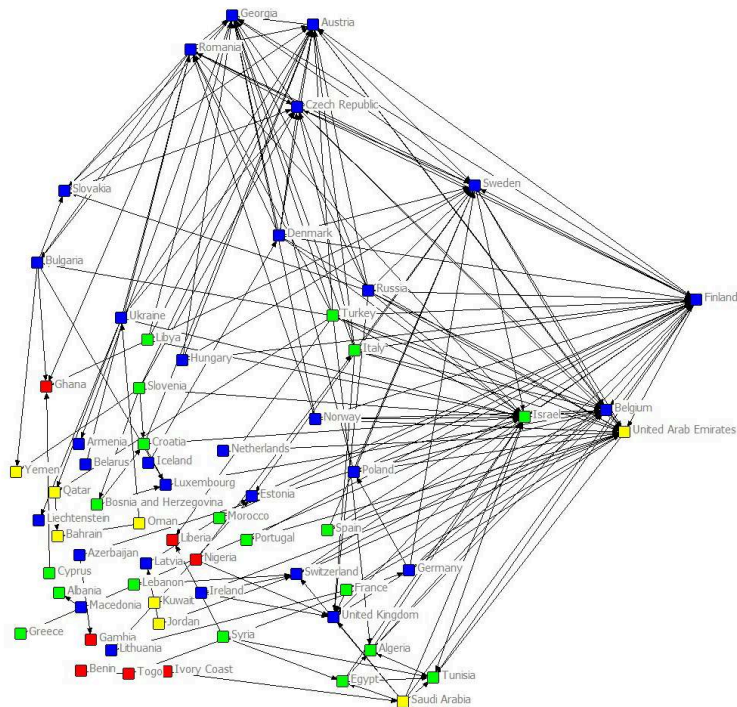 Georgia
Austria
Romania
Czech Republic
Slovakia
Sweden
Denmark
Bulgaria
Russia
Finland
Ukraine
Turkey
Libya
Italy
Hungary
Ghana
Slovenia
Norway
Israel
Belgium
United Arab Emirates
Armenia
Croatia
Netherlands
Belarus
Iceland
Yemen
Poland
Qatar
Luxembourg
Estonia
Bosnia and Herzegovina
Liechtenstein
Oman
Morocco
Spain
Bahrain
Liberia
Portugal
Azerbaijan
Latvia
Nigeria
Cyprus
Switzerland
Germany
Lebanon
Albania
Ireland
France
Kuwait
Macedonia
United Kingdom
Jordan
Greece
Gambia
Syria
Lithuania
Algeria
Benin
Togo
Ivory Coast
Egypt
Tunisia
Saudi Arabia